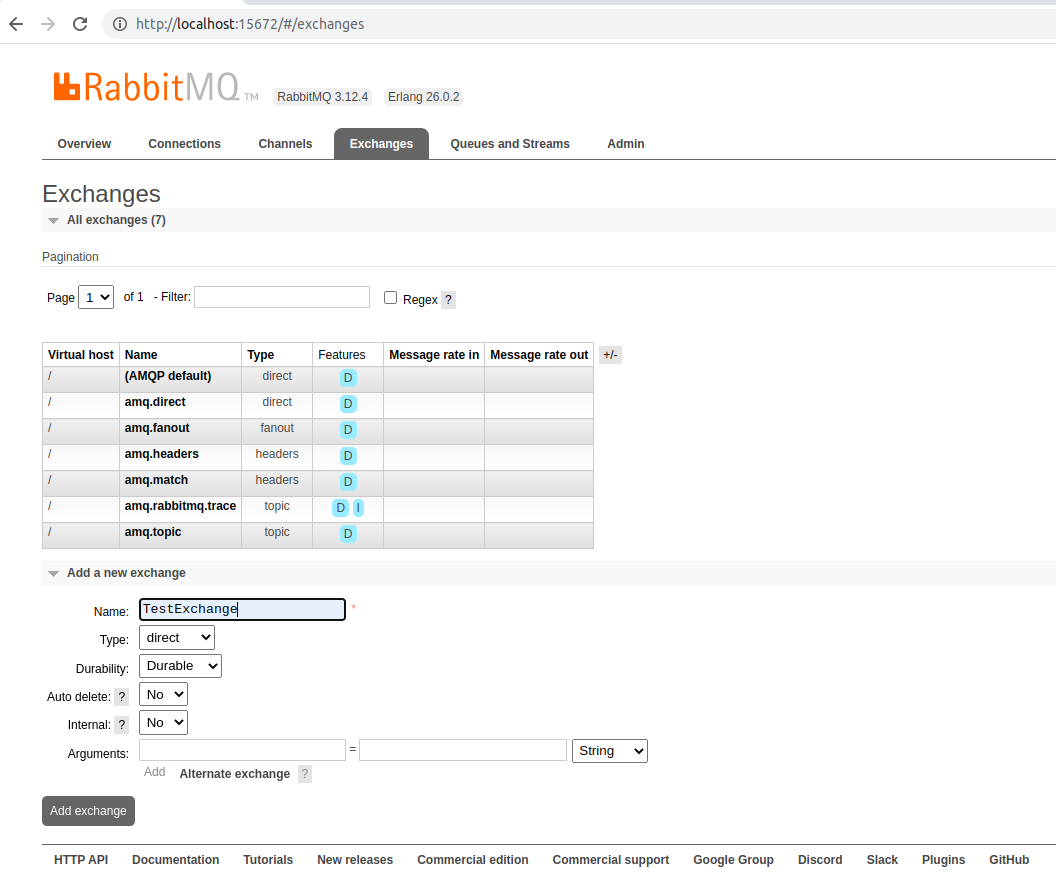 http://localhost:15672/#/exchanges
RabbitMQ TM RabbitMQ 3.12.4 Erlang 26.0.2
Overview Connections Channels Exchanges Queues and Streams Admin
Exchanges
All exchanges (7)
Pagination
Page 1 of 1 - Filter: Regex ?
Virtual host Name Type Features Message rate in Message rate out +/-
/ (AMQP default) direct D
/ amq.direct direct D
/ amq.fanout fanout D
/ amq.headers headers D
/ amq.match headers D
/ amq.rabbitmq.trace topic D I
/ amq.topic topic D
Add a new exchange
Name: TestExchange *
Type: direct
Durability: Durable
Auto delete: ? No
Internal: ? No
Arguments: = String
Add Alternate exchange ?
Add exchange
HTTP API Documentation Tutorials New releases Commercial edition Commercial support Google Group Discord Slack Plugins GitHub